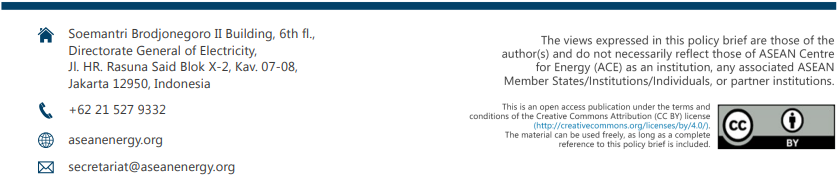 Soemantri Brodjonegoro II Building, 6th fl.,
Directorate General of Electricity,
Jl. HR. Rasuna Said Blok X-2, Kav. 07-08,
Jakarta 12950, Indonesia
+62 21 527 9332
aseanenergy.org
secretariat@aseanenergy.org
The views expressed in this policy brief are those of the
author(s) and do not necessarily reflect those of ASEAN Centre
for Energy (ACE) as an institution, any associated ASEAN
Member States/Institutions/Individuals, or partner institutions.
This is an open access publication under the terms and
conditions of the Creative Commons Attribution (CC BY) license
(http://creativecommons.org/licenses/by/4.0/).
The material can be used freely, as long as a complete
reference to this policy brief is included.
cc
BY